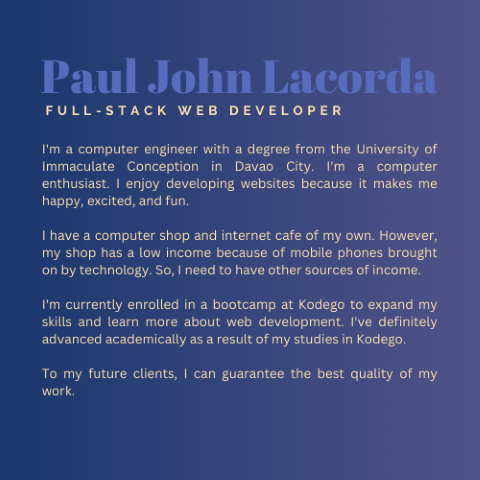 Paul John Lacorda
FULL-STACK WEB DEVELOPER
I'm a computer engineer with a degree from the University of
Immaculate Conception in Davao City. I'm a computer
enthusiast. I enjoy developing websites because it makes me
happy, excited, and fun.
I have a computer shop and internet cafe of my own. However,
my shop has a low income because of mobile phones brought
on by technology. So, I need to have other sources of income.
I'm currently enrolled in a bootcamp at Kodego to expand my
skills and learn more about web development. I've definitely
advanced academically as a result of my studies in Kodego.
To my future clients, I can guarantee the best quality of my
work.